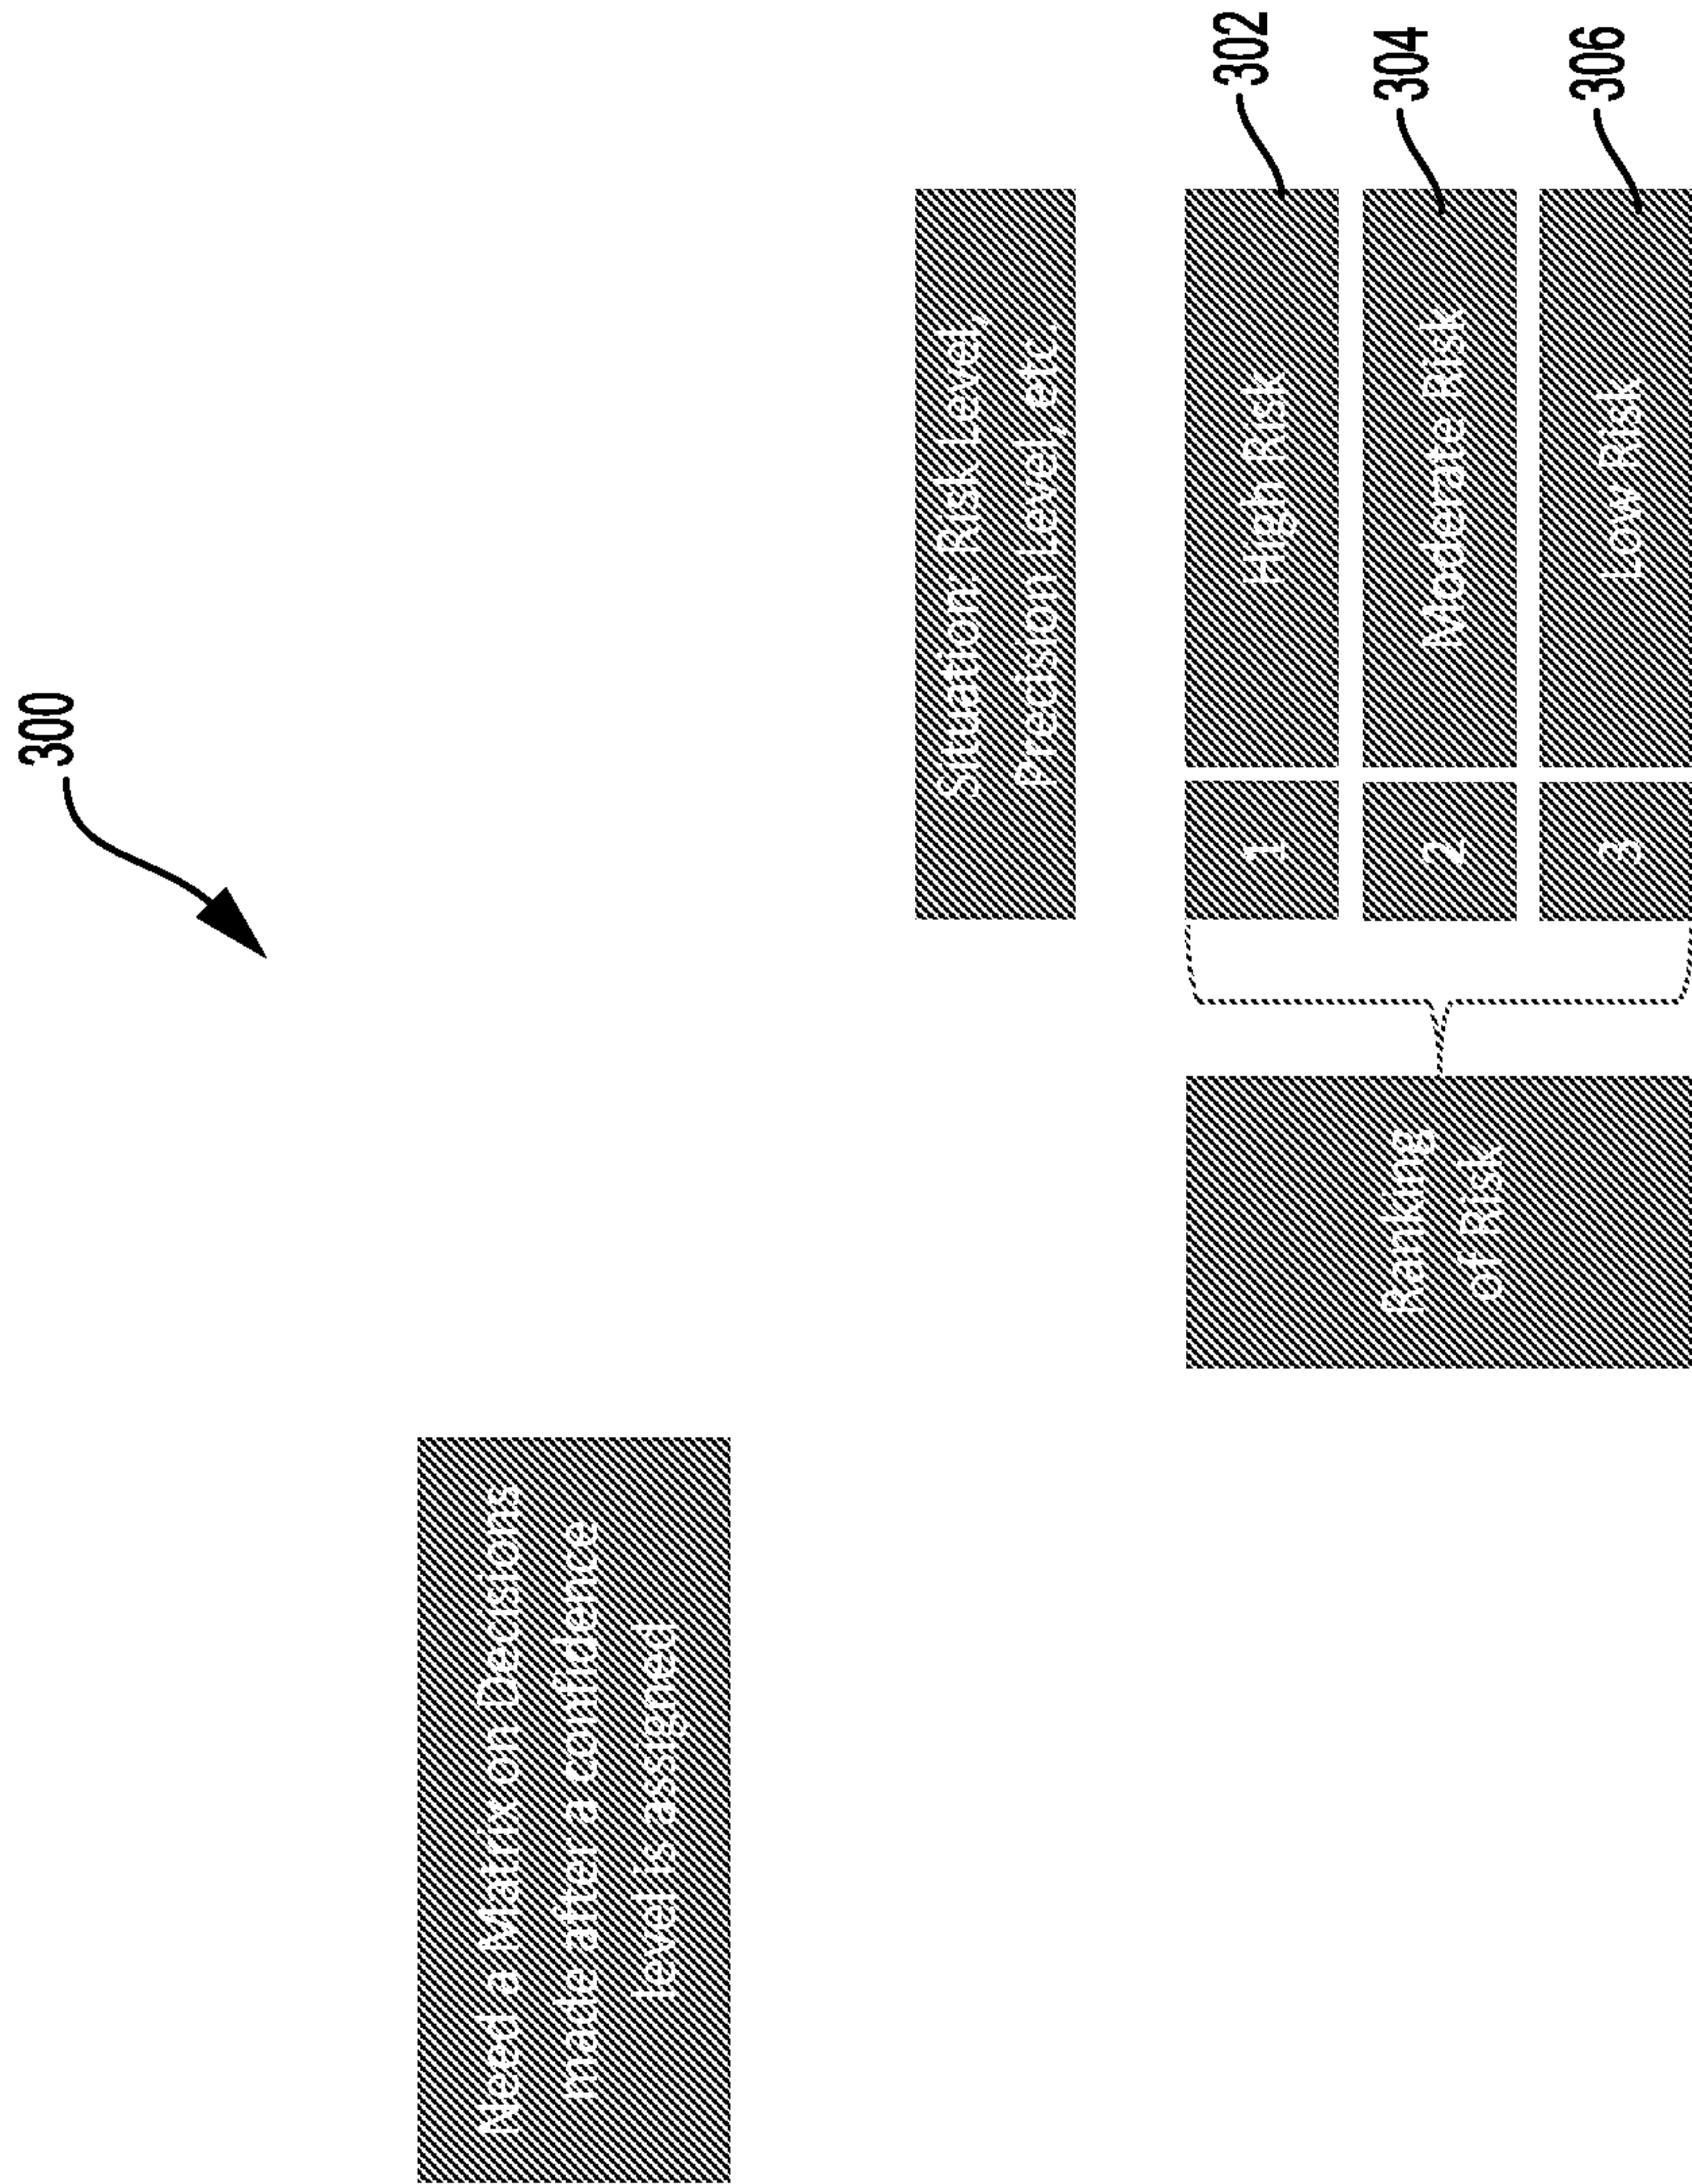 300
Need a Matrix on Decisions
made after a confidence
level is assigned
Situation: Risk Level,
Precision Level, etc.
Ranking
of Risk
1
High Risk
302
2
Moderate Risk
304
3
Low Risk
306